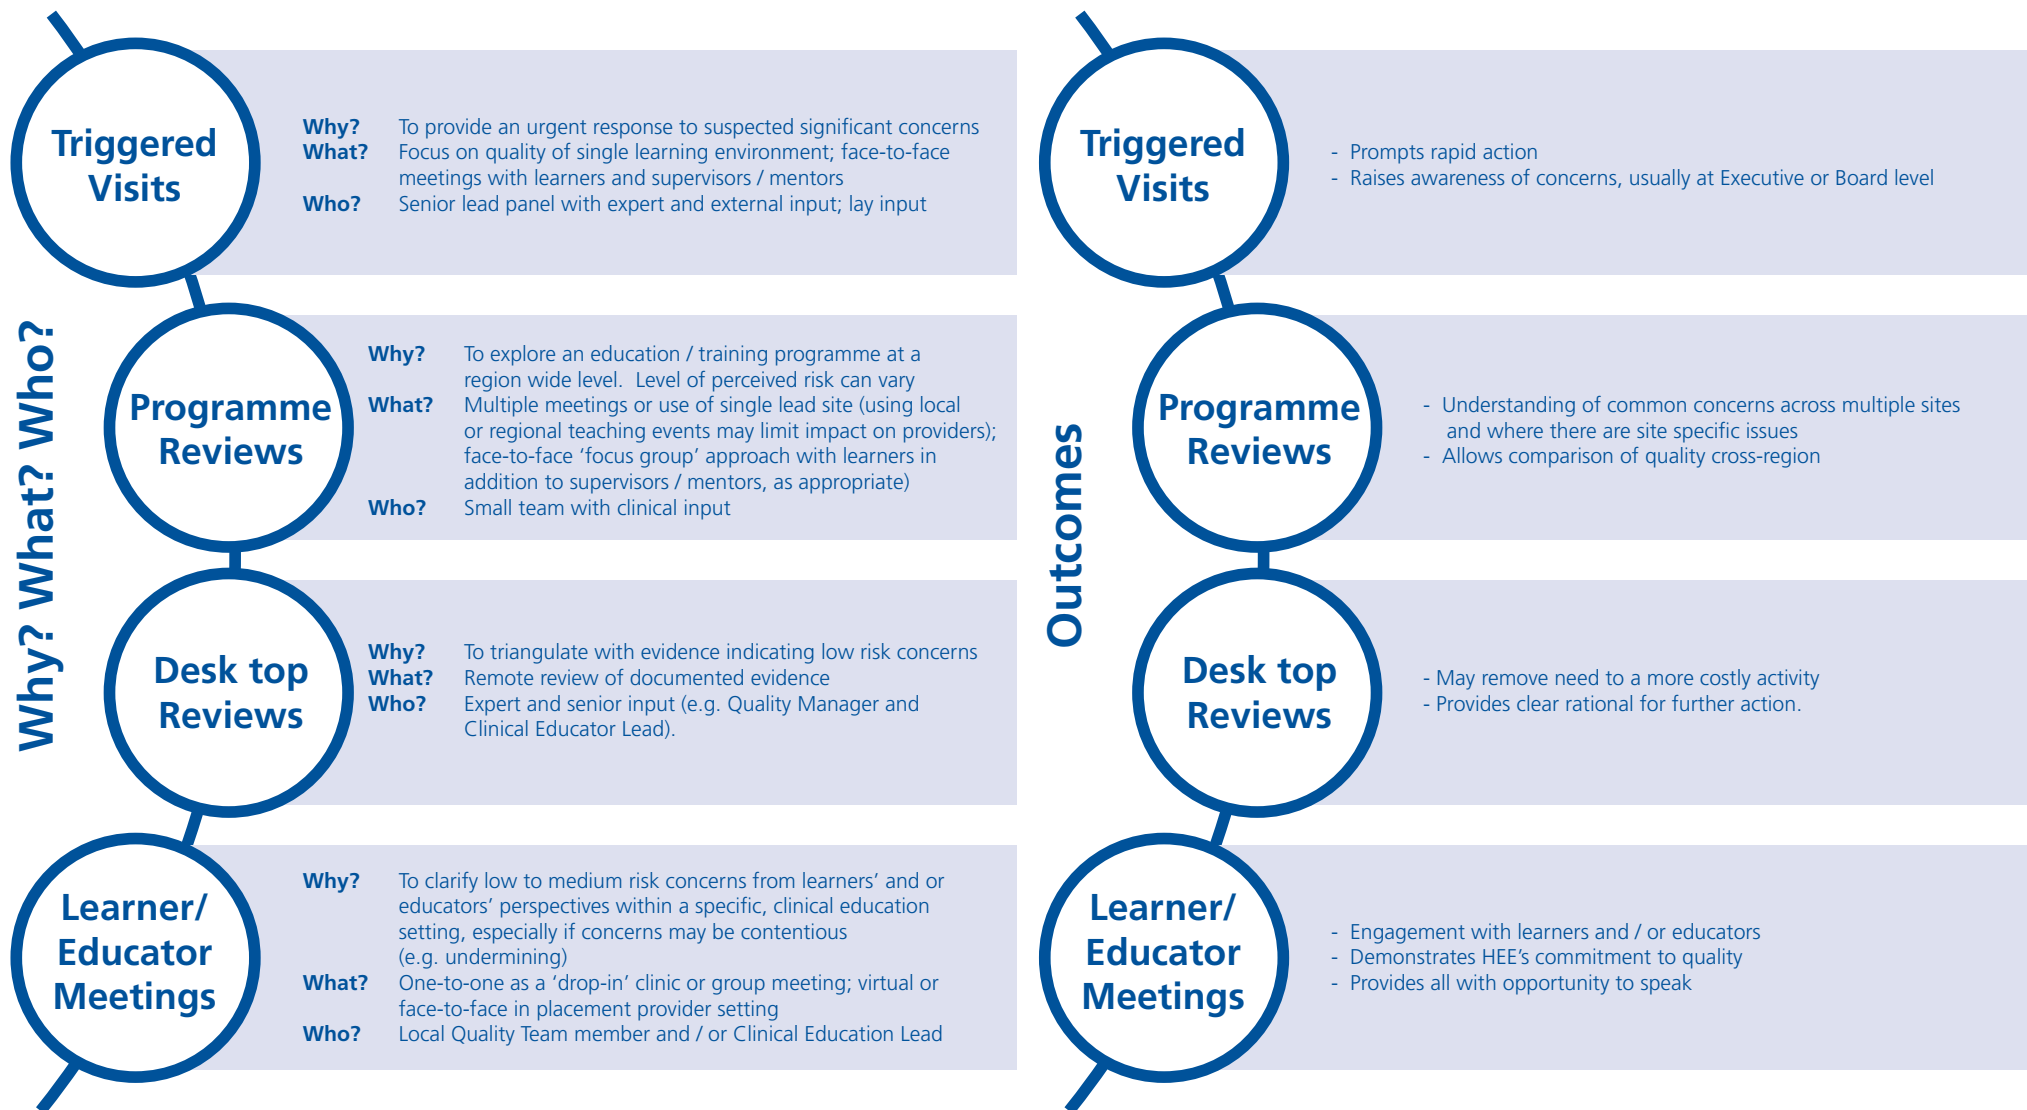 Why? What? Who?
Triggered
Visits
Why? To provide an urgent response to suspected significant concerns
What? Focus on quality of single learning environment; face-to-face
meetings with learners and supervisors / mentors
Who? Senior lead panel with expert and external input; lay input
Programme
Reviews
Why? To explore an education / training programme at a
region wide level. Level of perceived risk can vary
What? Multiple meetings or use of single lead site (using local
or regional teaching events may limit impact on providers);
face-to-face ‘focus group’ approach with learners in
addition to supervisors / mentors, as appropriate)
Who? Small team with clinical input
Desk top
Reviews
Why? To triangulate with evidence indicating low risk concerns
What? Remote review of documented evidence
Who? Expert and senior input (e.g. Quality Manager and
Clinical Educator Lead).
Learner/
Educator
Meetings
Why? To clarify low to medium risk concerns from learners’ and or
educators’ perspectives within a specific, clinical education
setting, especially if concerns may be contentious
(e.g. undermining)
What? One-to-one as a ‘drop-in’ clinic or group meeting; virtual or
face-to-face in placement provider setting
Who? Local Quality Team member and / or Clinical Education Lead
Outcomes
Triggered
Visits
- Prompts rapid action
- Raises awareness of concerns, usually at Executive or Board level
Programme
Reviews
- Understanding of common concerns across multiple sites
and where there are site specific issues
- Allows comparison of quality cross-region
Desk top
Reviews
- May remove need to a more costly activity
- Provides clear rational for further action.
Learner/
Educator
Meetings
- Engagement with learners and / or educators
- Demonstrates HEE’s commitment to quality
- Provides all with opportunity to speak